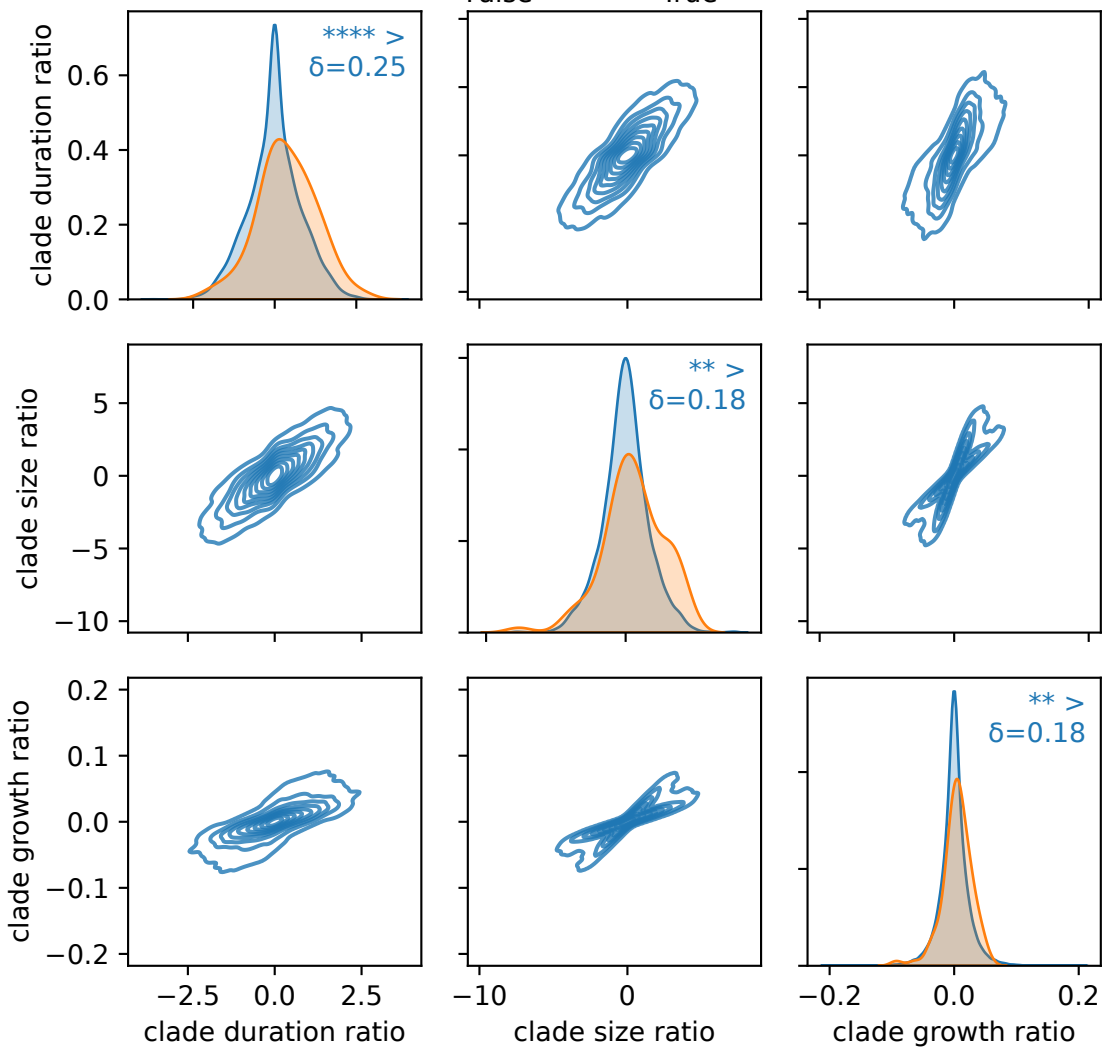 False True
clade duration ratio
0.6
0.4
0.2
0.0
**** >
δ=0.25
clade size ratio
5
0
−5
−10
** >
δ=0.18
clade growth ratio
0.2
0.1
0.0
−0.1
−0.2
** >
δ=0.18
−2.5 0.0 2.5
−10 0
−0.2 0.0 0.2
clade duration ratio
clade size ratio
clade growth ratio